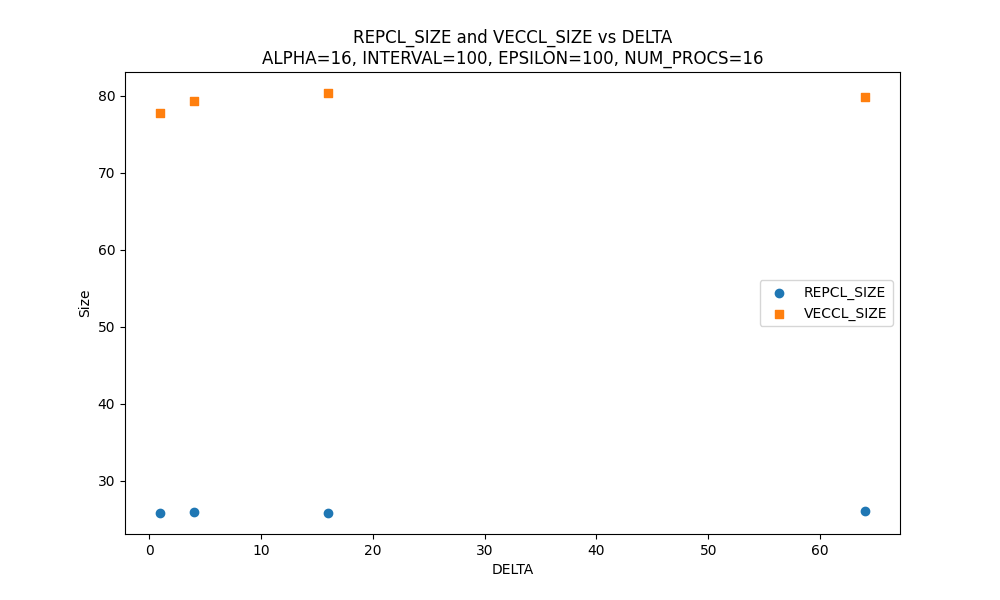 REPCL_SIZE and VECCL_SIZE vs DELTA
ALPHA=16, INTERVAL=100, EPSILON=100, NUM_PROCS=16
80
70
60
50
40
30
Size
REPCL_SIZE
VECCL_SIZE
0 10 20 30 40 50 60
DELTA